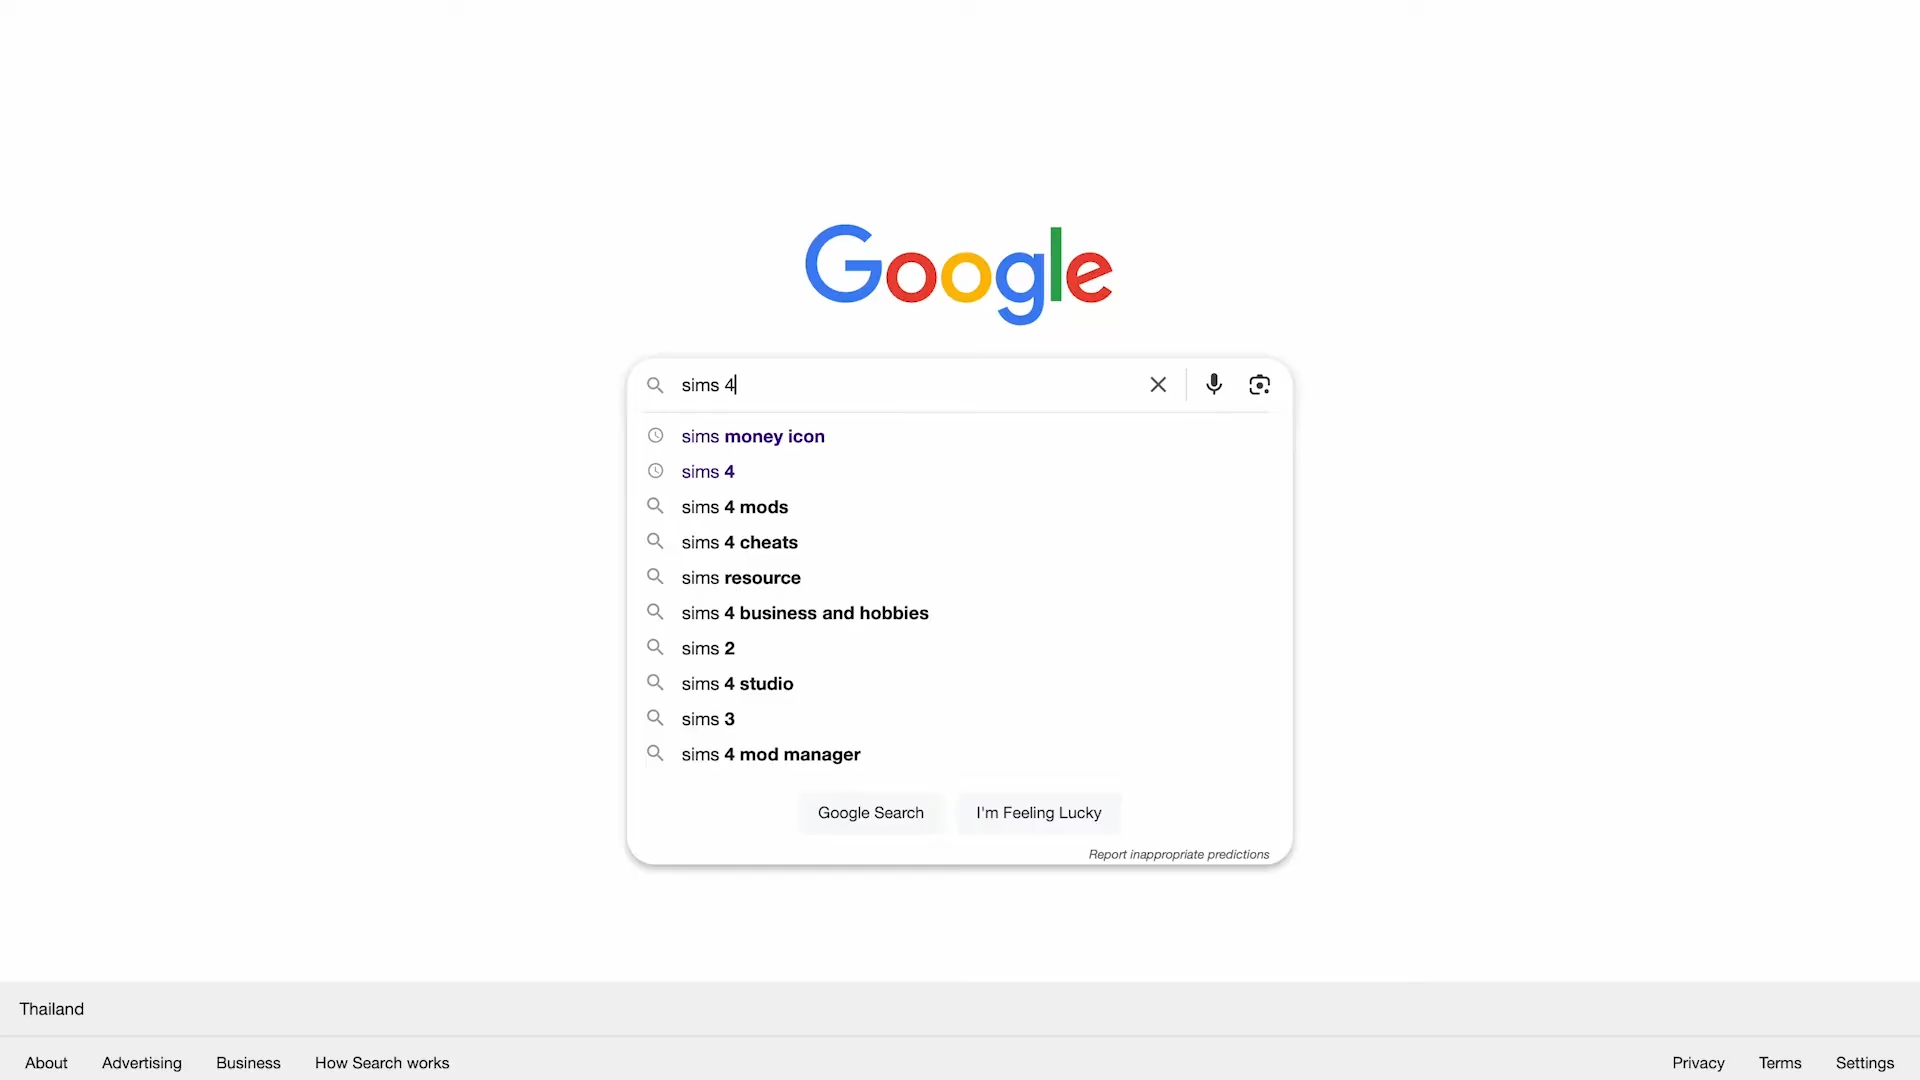 Google
sims 4
sims money icon
sims 4
sims 4 mods
sims 4 cheats
sims resource
sims 4 business and hobbies
sims 2
sims 4 studio
sims 3
sims 4 mod manager
Google Search
I'm Feeling Lucky
Report inappropriate predictions
Thailand
About
Advertising
Business
How Search works
Privacy
Terms
Settings